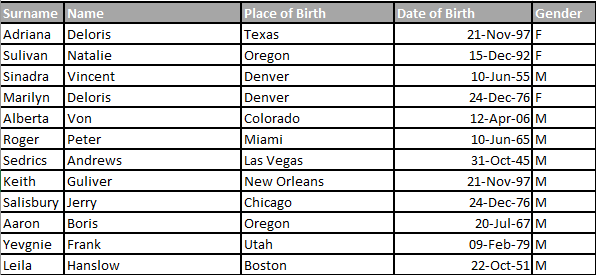 Surname Name Place of Birth Date of Birth Gender
Adriana Deloris Texas 21-Nov-97 F
Sulivan Natalie Oregon 15-Dec-92 F
Sinadra Vincent Denver 10-Jun-55 M
Marilyn Deloris Denver 24-Dec-76 F
Alberta Von Colorado 12-Apr-06 M
Roger Peter Miami 10-Jun-65 M
Sedrics Andrews Las Vegas 31-Oct-45 M
Keith Guliver New Orleans 21-Nov-97 M
Salisbury Jerry Chicago 24-Dec-76 M
Aaron Boris Oregon 20-Jul-67 M
Yevgnie Frank Utah 09-Feb-79 M
Leila Hanslow Boston 22-Oct-51 M